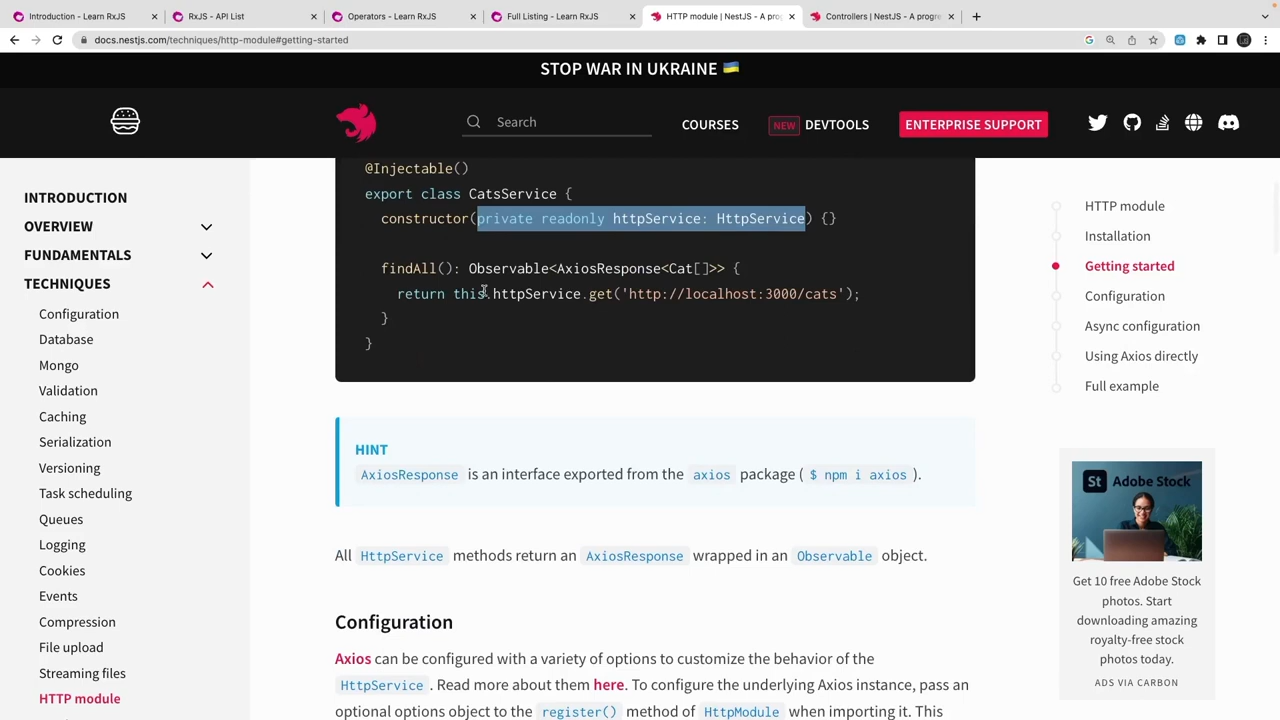 Introduction - Learn RxJS
RxJS - API List
Operators - Learn RxJS
Full Listing - Learn RxJS
HTTP module | NestJS - A pro
Controllers | NestJS - A progre
docs.nestjs.com/techniques/http-module#getting-started
STOP WAR IN UKRAINE 🇺🇦
Search
COURSES
NEW
DEVTOOLS
ENTERPRISE SUPPORT
INTRODUCTION
OVERVIEW
FUNDAMENTALS
TECHNIQUES
Configuration
Database
Mongo
Validation
Caching
Serialization
Versioning
Task scheduling
Queues
Logging
Cookies
Events
Compression
File upload
Streaming files
HTTP module
@Injectable()
export class CatsService {
constructor(private readonly httpService: HttpService) {}
findAll(): Observable<AxiosResponse<Cat[]>> {
return this.httpService.get('http://localhost:3000/cats');
}
}
HINT
AxiosResponse is an interface exported from the axios package ( $ npm i axios ).
All HttpService methods return an AxiosResponse wrapped in an Observable object.
Configuration
Axios can be configured with a variety of options to customize the behavior of the
HttpService . Read more about them here. To configure the underlying Axios instance, pass an
optional options object to the register() method of HttpModule when importing it. This
HTTP module
Installation
Getting started
Configuration
Async configuration
Using Axios directly
Full example
St Adobe Stock
Get 10 free Adobe Stock
photos. Start
downloading amazing
royalty-free stock
photos today.
ADS VIA CARBON